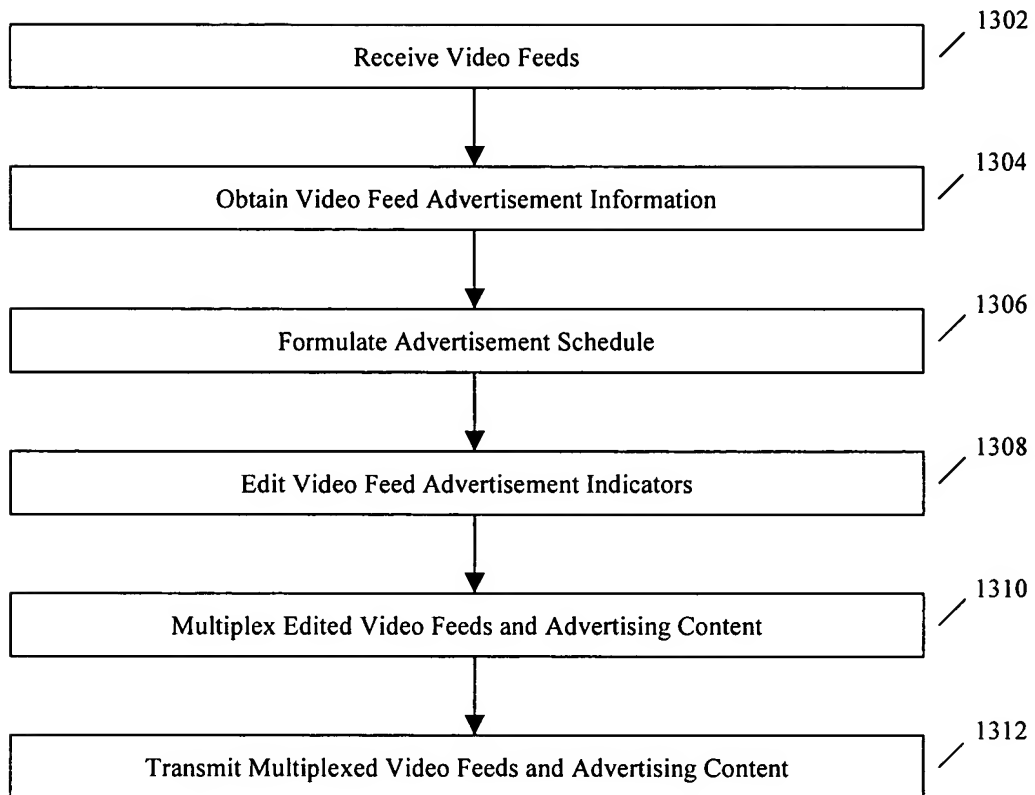 1302
Receive Video Feeds
1304
Obtain Video Feed Advertisement Information
1306
Formulate Advertisement Schedule
1308
Edit Video Feed Advertisement Indicators
1310
Multiplex Edited Video Feeds and Advertising Content
1312
Transmit Multiplexed Video Feeds and Advertising Content